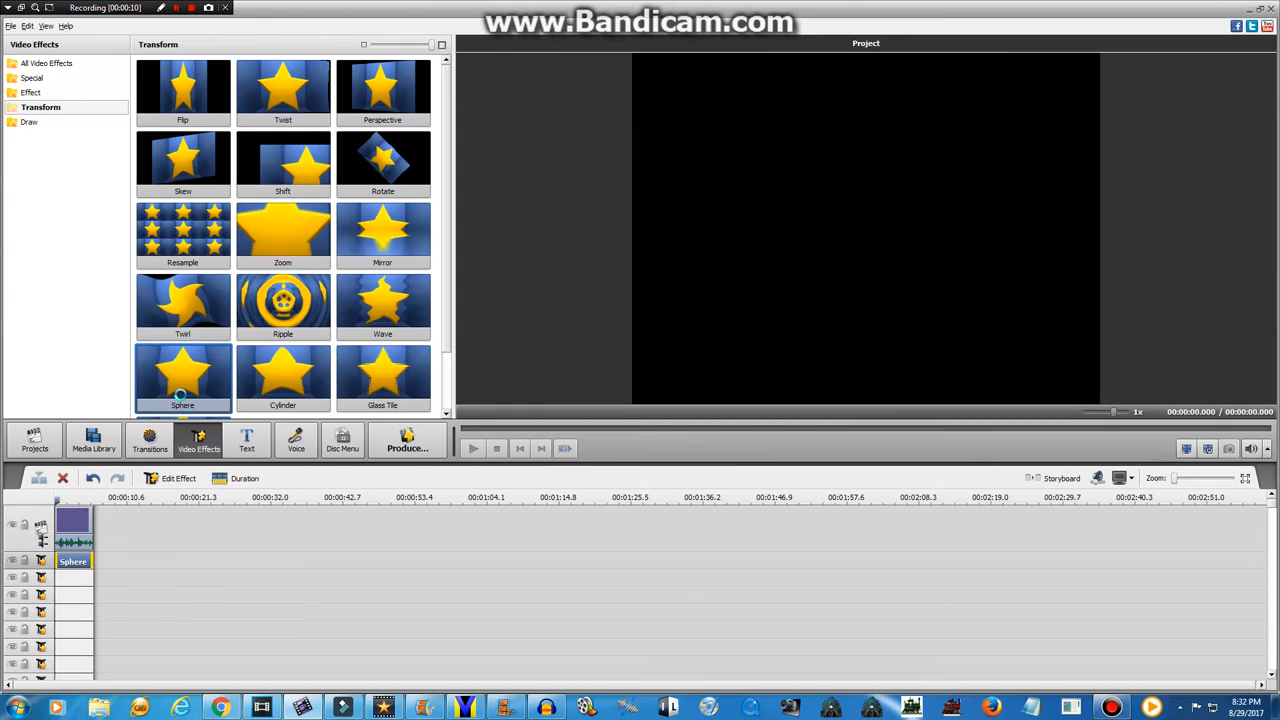 Recording [00:00:10]
www.Bandicam.com
File Edit View Help
Video Effects
Transform
Project
All Video Effects
Special
Effect
Transform
Draw
Flip Twist Perspective
Skew Shift Rotate
Resample Zoom Mirror
Twirl Ripple Wave
Sphere Cylinder Glass Tile
1x 00:00:00.000 / 00:00:00.000
Projects Media Library Transitions Video Effects Text Voice Disc Menu Produce...
Edit Effect Duration Storyboard Zoom:
00:00:10.6 00:00:21.3 00:00:32.0 00:00:42.7 00:00:53.4 00:01:04.1 00:01:14.8 00:01:25.5 00:01:36.2 00:01:46.9 00:01:57.6 00:02:08.3 00:02:19.0 00:02:29.7 00:02:40.3 00:02:51.0
Sphere
8:32 PM
8/29/2017